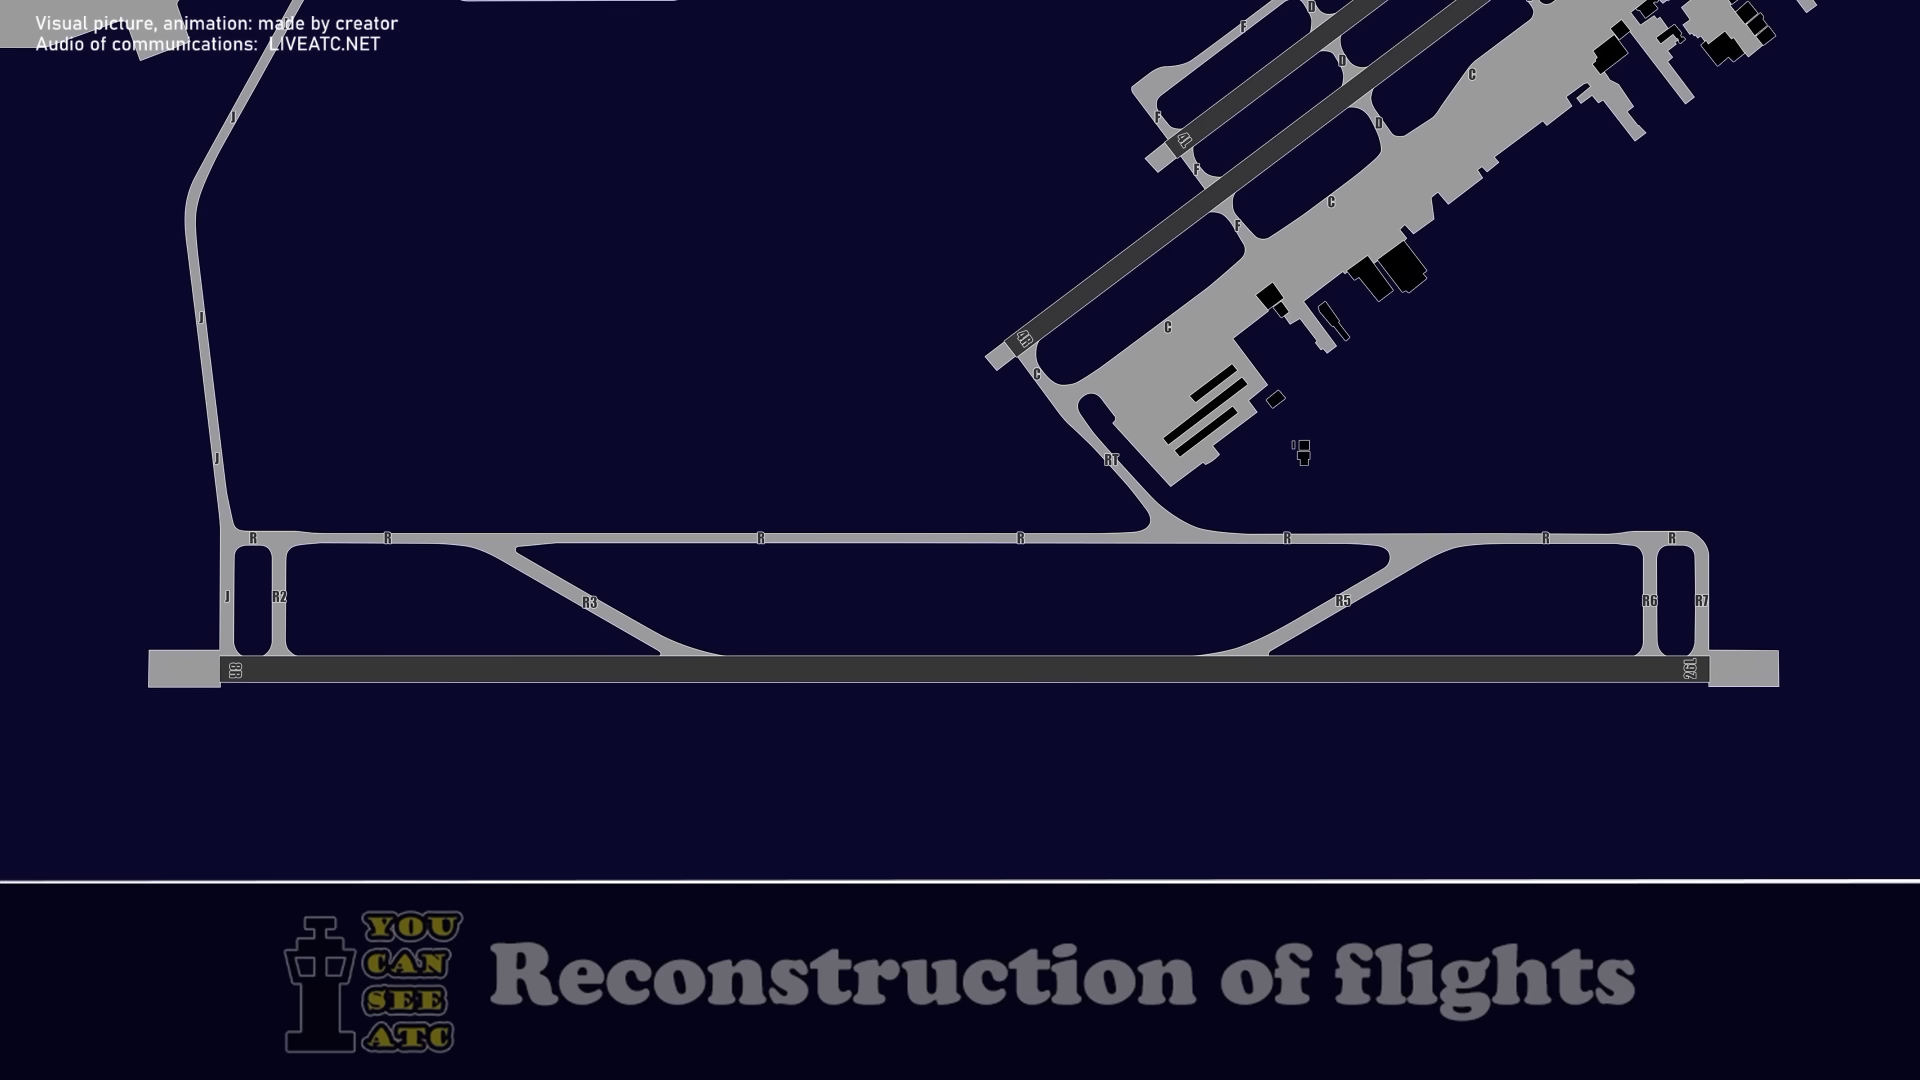 Visual picture, animation: made by creator
Audio of communications: LIVEATC.NET
D
F
D
C
J
F
4L
D
F
C
F
J
C
4R
C
J
RT
R
R
R
R
R
R
R
J
R2
R3
R5
R6
R7
8R
26L
YOU
CAN
SEE
ATC
Reconstruction of flights